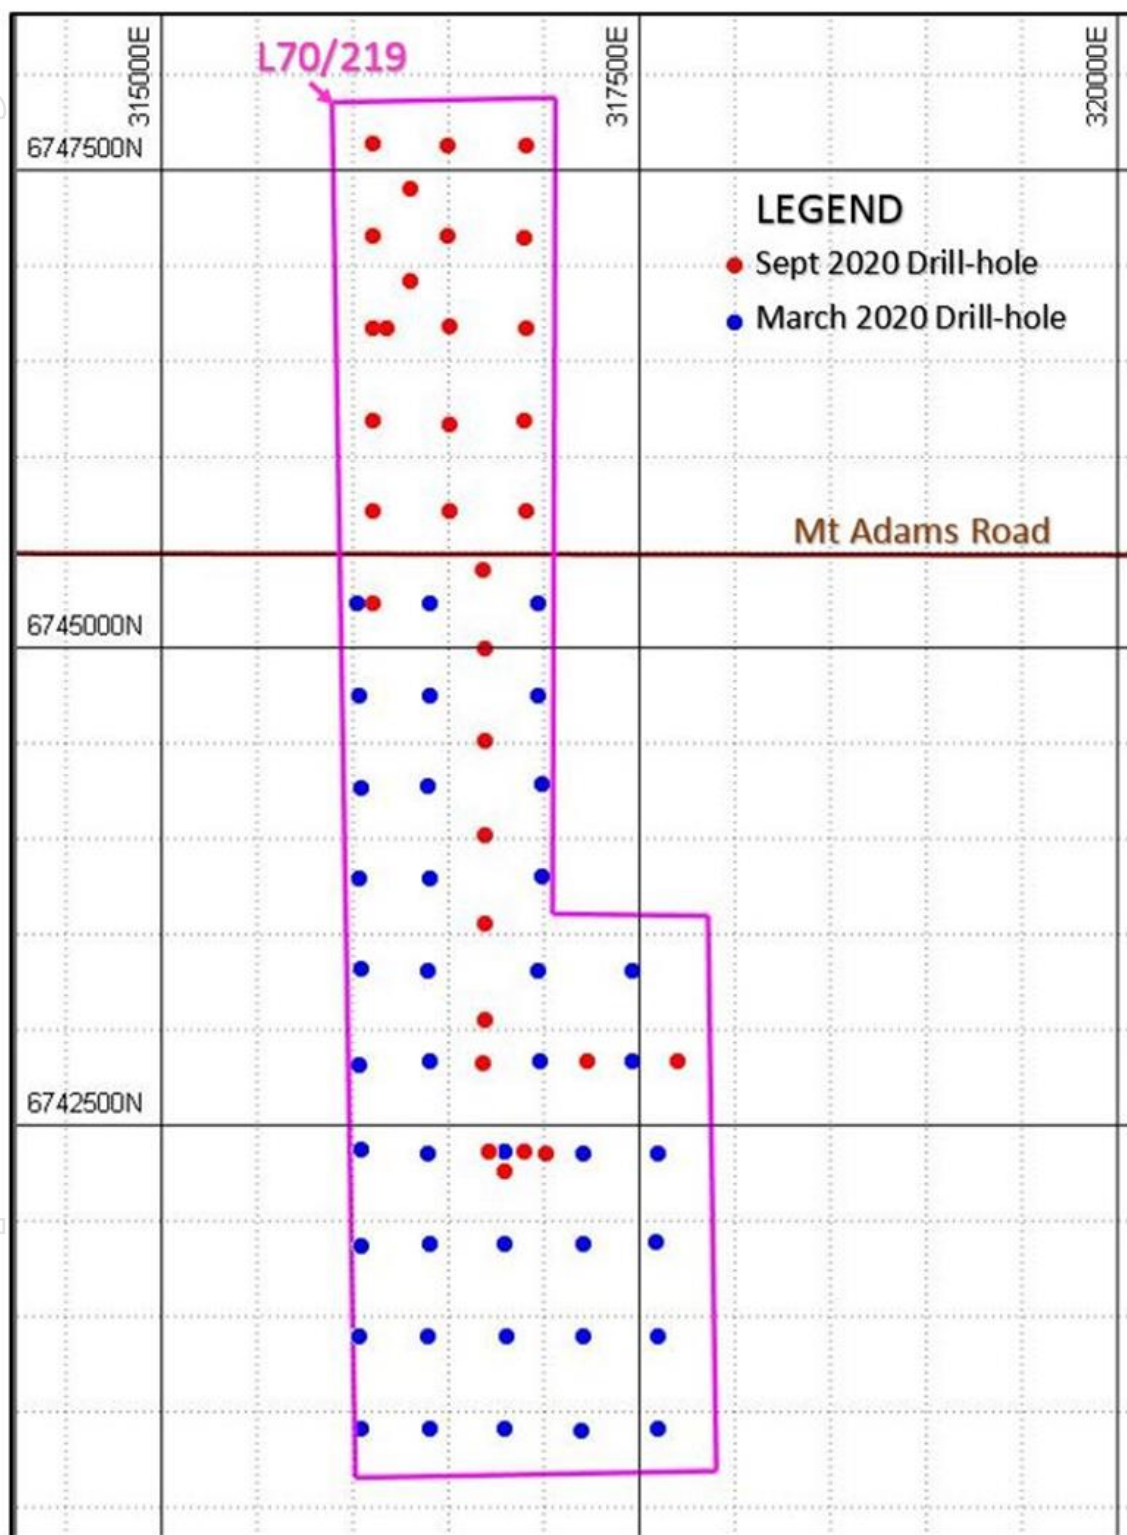 315000E
317500E
320000E
L70/219
6747500N
LEGEND
Sept 2020 Drill-hole
March 2020 Drill-hole
Mt Adams Road
6745000N
6742500N